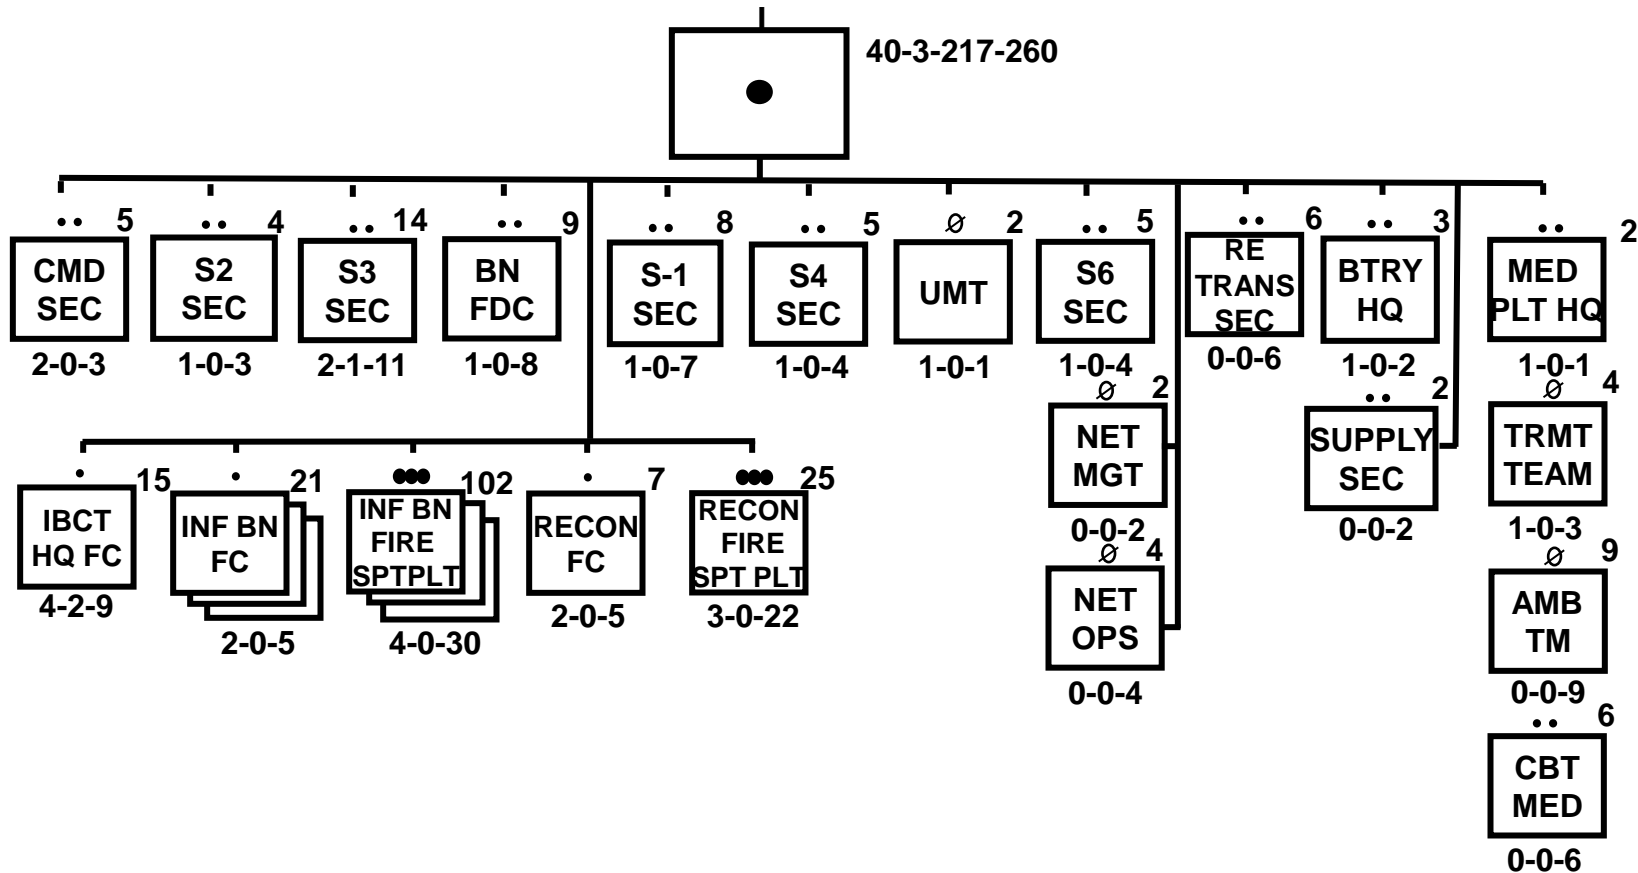 40-3-217-260
5
CMD
SEC
2-0-3
4
S2
SEC
1-0-3
14
S3
SEC
2-1-11
9
BN
FDC
1-0-8
8
S-1
SEC
1-0-7
5
S4
SEC
1-0-4
Ø 2
UMT
1-0-1
5
S6
SEC
1-0-4
6
RE
TRANS
SEC
0-0-6
3
BTRY
HQ
1-0-2
2
MED
PLT HQ
1-0-1
Ø 2
NET
MGT
0-0-2
Ø 4
NET
OPS
0-0-4
2
SUPPLY
SEC
0-0-2
Ø 4
TRMT
TEAM
1-0-3
Ø 9
AMB
TM
0-0-9
6
CBT
MED
0-0-6
15
IBCT
HQ FC
4-2-9
21
INF BN
FC
2-0-5
102
INF BN
FIRE
SPTPLT
4-0-30
7
RECON
FC
2-0-5
25
RECON
FIRE
SPT PLT
3-0-22